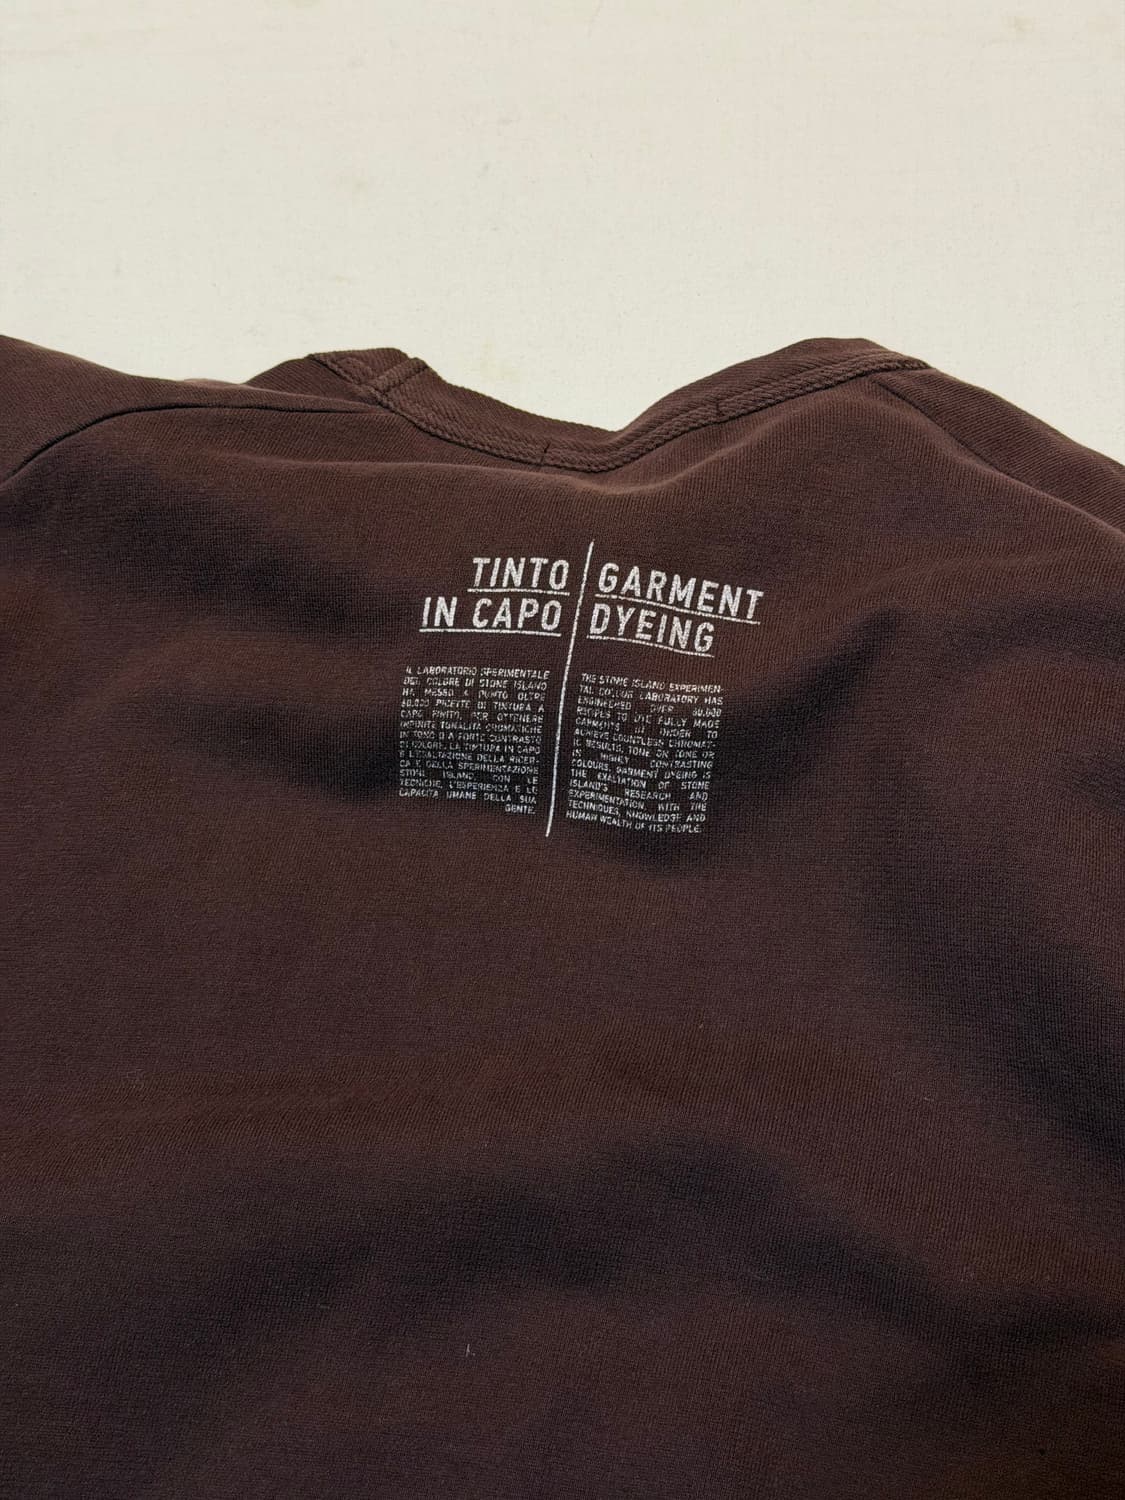 TINTO
IN CAPO
IL LABORATORIO SPERIMENTALE
DEL COLORE DI STONE ISLAND
HA MESSO A PUNTO OLTRE
60.000 RICETTE DI TINTURA A
CAPO FINITO, PER OTTENERE
INFINITE TONALITÀ CROMATICHE
IN TONO O A FORTE CONTRASTO
DI COLORE. LA TINTURA IN CAPO
È L'ESALTAZIONE DELLA RICER-
CA E DELLA SPERIMENTAZIONE
STONE ISLAND CON LE
TECNICHE, L'ESPERIENZA E LE
CAPACITÀ UMANE DELLA SUA
GENTE.
GARMENT
DYEING
THE STONE ISLAND EXPERIMEN-
TAL COLOUR LABORATORY HAS
ENGINEERED OVER 60.000
RECIPES TO DYE FULLY MADE
GARMENTS IN ORDER TO
ACHIEVE COUNTLESS CHROMAT-
IC RESULTS, TONE ON TONE OR
IN HIGHLY CONTRASTING
COLOURS. GARMENT DYEING IS
THE EXALTATION OF STONE
ISLAND'S RESEARCH AND
EXPERIMENTATION WITH THE
TECHNIQUES, KNOWLEDGE AND
HUMAN WEALTH OF ITS PEOPLE.